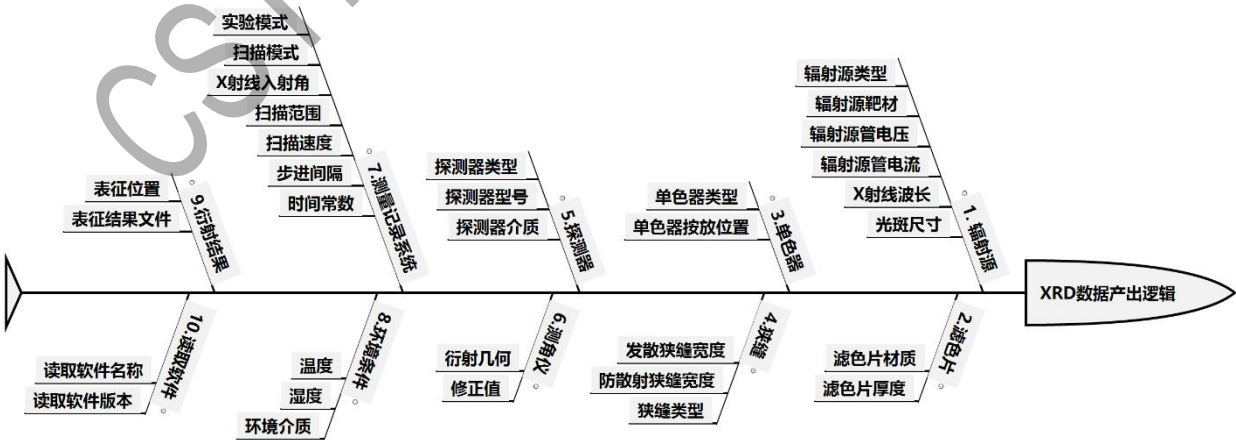 CST
实验模式
扫描模式
X射线入射角
扫描范围
扫描速度
步进间隔
时间常数
7.测量记录系统
表征位置
表征结果文件
9.衍射结果
探测器类型
探测器型号
探测器介质
5.探测器
单色器类型
单色器按放位置
3.单色器
辐射源类型
辐射源靶材
辐射源管电压
辐射源管电流
X射线波长
光斑尺寸
1. 辐射源
XRD数据产出逻辑
10.读取软件
读取软件名称
读取软件版本
8.环境条件
温度
湿度
环境介质
6.测角仪
衍射几何
修正值
4.狭缝
发散狭缝宽度
防散射狭缝宽度
狭缝类型
2.滤色片
滤色片材质
滤色片厚度